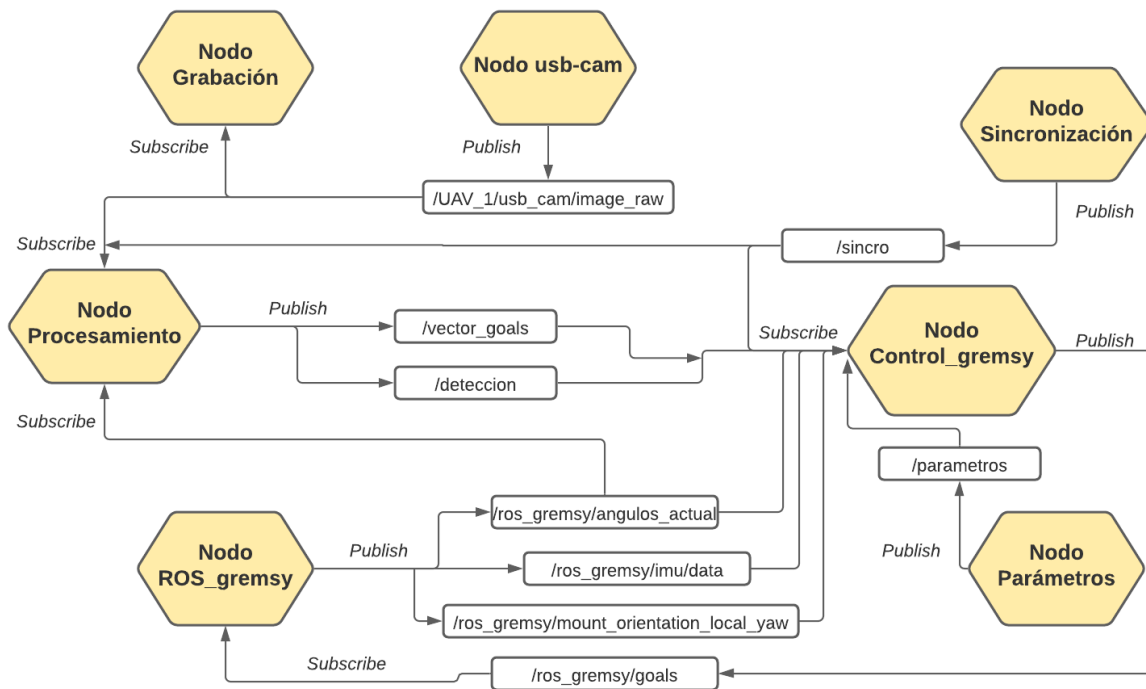 Nodo
Grabación
Nodo usb-cam
Nodo
Sincronización
Subscribe
Publish
/UAV_1/usb_cam/image_raw
Publish
Subscribe
/sincro
Nodo
Procesamiento
Publish
/vector_goals
/deteccion
Subscribe
Nodo
Control_gremsy
Publish
Subscribe
/parametros
/ros_gremsy/angulos_actual
Nodo
ROS_gremsy
Publish
/ros_gremsy/imu/data
Publish
Nodo
Parámetros
/ros_gremsy/mount_orientation_local_yaw
Subscribe
/ros_gremsy/goals